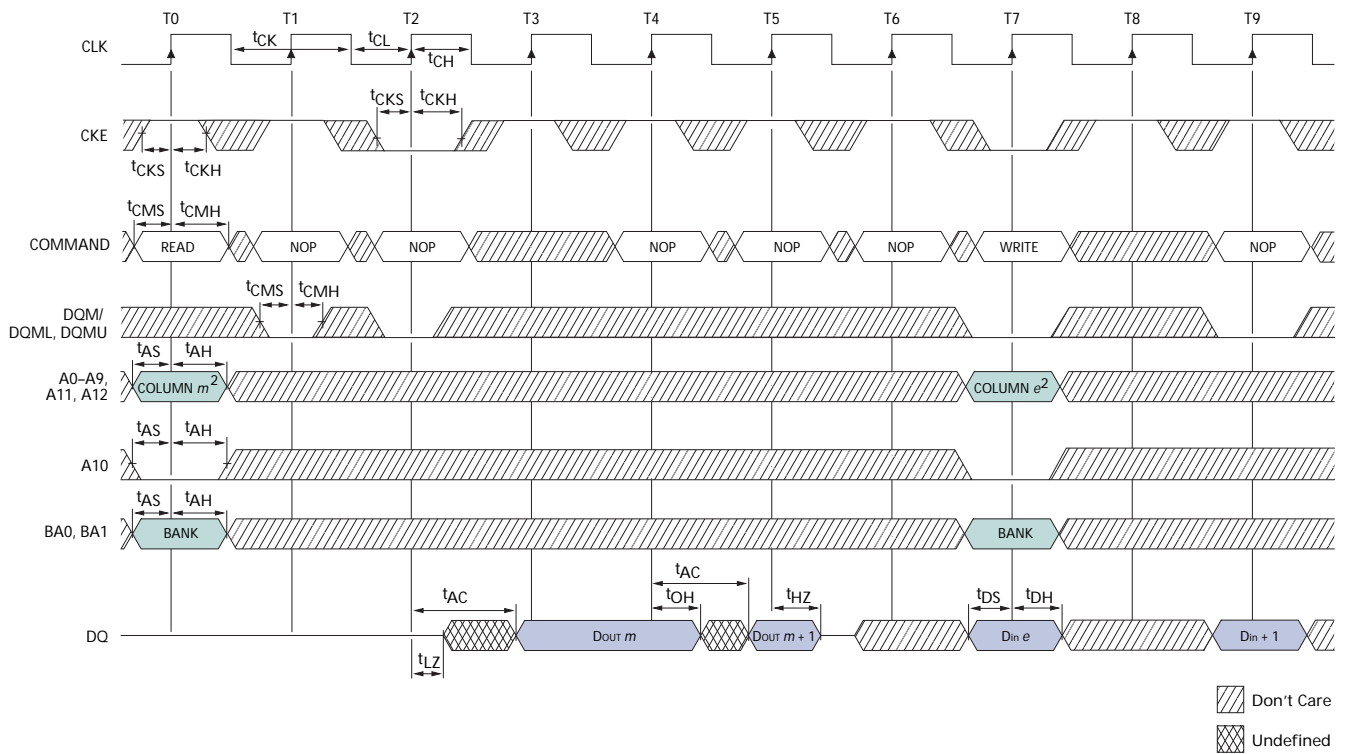 T0 T1 T2 T3 T4 T5 T6 T7 T8 T9
CLK
tCK tCL
tCH
tCKS tCKH
CKE
tCKS tCKH
tCMS tCMH
COMMAND READ NOP NOP NOP NOP NOP WRITE NOP
tCMS tCMH
DQM/
DQML, DQMU
tAS tAH
A0–A9,
A11, A12
COLUMN m2 COLUMN e2
tAS tAH
A10
tAS tAH
BA0, BA1 BANK BANK
tAC tAC
tOH tHZ tDS tDH
DQ DOUT m DOUT m + 1 Din e Din + 1
tLZ
Don't Care
Undefined